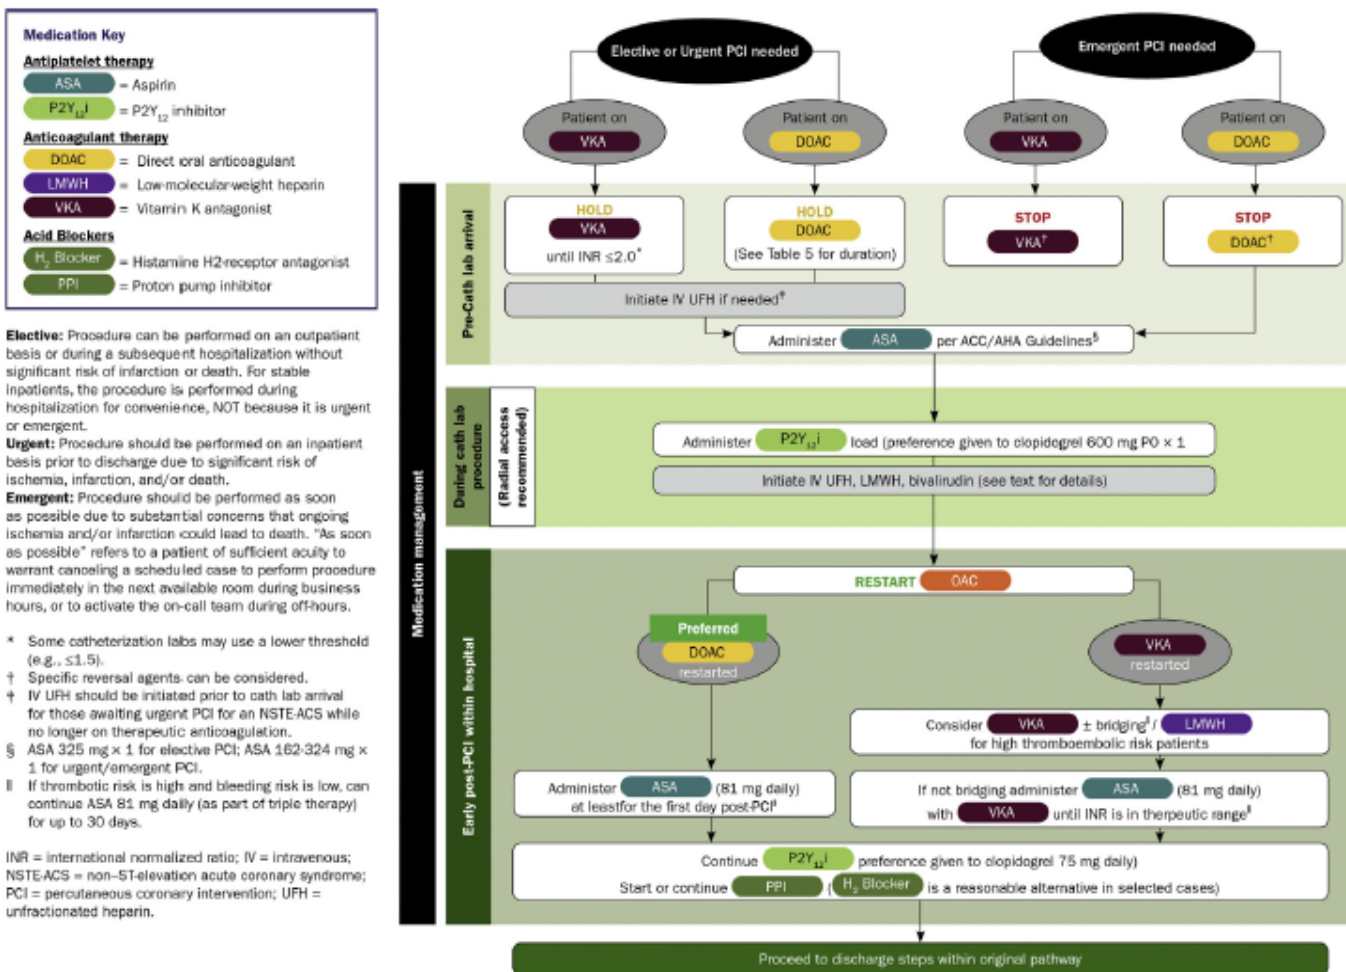 Medication Key
Antiplatelet therapy
ASA = Aspirin
P2Y₁₂i = P2Y₁₂ inhibitor
Anticoagulant therapy
DOAC = Direct oral anticoagulant
LMWH = Low-molecular-weight heparin
VKA = Vitamin K antagonist
Acid Blockers
H₂ Blocker = Histamine H2-receptor antagonist
PPI = Proton pump inhibitor
Elective: Procedure can be performed on an outpatient
basis or during a subsequent hospitalization without
significant risk of infarction or death. For stable
inpatients, the procedure is performed during
hospitalization for convenience, NOT because it is urgent
or emergent.
Urgent: Procedure should be performed on an inpatient
basis prior to discharge due to significant risk of
ischemia, infarction, and/or death.
Emergent: Procedure should be performed as soon
as possible due to substantial concerns that ongoing
ischemia and/or infarction could lead to death. "As soon
as possible" refers to a patient of sufficient acuity to
warrant canceling a scheduled case to perform procedure
immediately in the next available room during business
hours, or to activate the on-call team during off-hours.
* Some catheterization labs may use a lower threshold
(e.g., ≤1.5).
† Specific reversal agents can be considered.
‡ IV UFH should be initiated prior to cath lab arrival
for those awaiting urgent PCI for an NSTE-ACS while
no longer on therapeutic anticoagulation.
§ ASA 325 mg × 1 for elective PCI; ASA 162-324 mg ×
1 for urgent/emergent PCI.
‖ If thrombotic risk is high and bleeding risk is low, can
continue ASA 81 mg daily (as part of triple therapy)
for up to 30 days.
INR = international normalized ratio; IV = intravenous;
NSTE-ACS = non–ST-elevation acute coronary syndrome;
PCI = percutaneous coronary intervention; UFH =
unfractionated heparin.
Elective or Urgent PCI needed
Emergent PCI needed
Patient on
VKA
Patient on
DOAC
Patient on
VKA
Patient on
DOAC
Medication management
Pre-Cath lab arrival
HOLD
VKA
until INR ≤2.0*
HOLD
DOAC
(See Table 5 for duration)
STOP
VKA†
STOP
DOAC†
Initiate IV UFH if needed‡
Administer ASA per ACC/AHA Guidelines§
During cath lab
procedure
(Radial access
recommended)
Administer P2Y₁₂i load (preference given to clopidogrel 600 mg PO × 1
Initiate IV UFH, LMWH, bivalirudin (see text for details)
Early post-PCI within hospital
RESTART OAC
Preferred
DOAC
restarted
VKA
restarted
Consider VKA ± bridging‖ / LMWH
for high thromboembolic risk patients
Administer ASA (81 mg daily)
at leastfor the first day post-PCI‖
If not bridging administer ASA (81 mg daily)
with VKA until INR is in therpeutic range‖
Continue P2Y₁₂i preference given to clopidogrel 75 mg daily)
Start or continue PPI (H₂ Blocker is a reasonable alternative in selected cases)
Proceed to discharge steps within original pathway